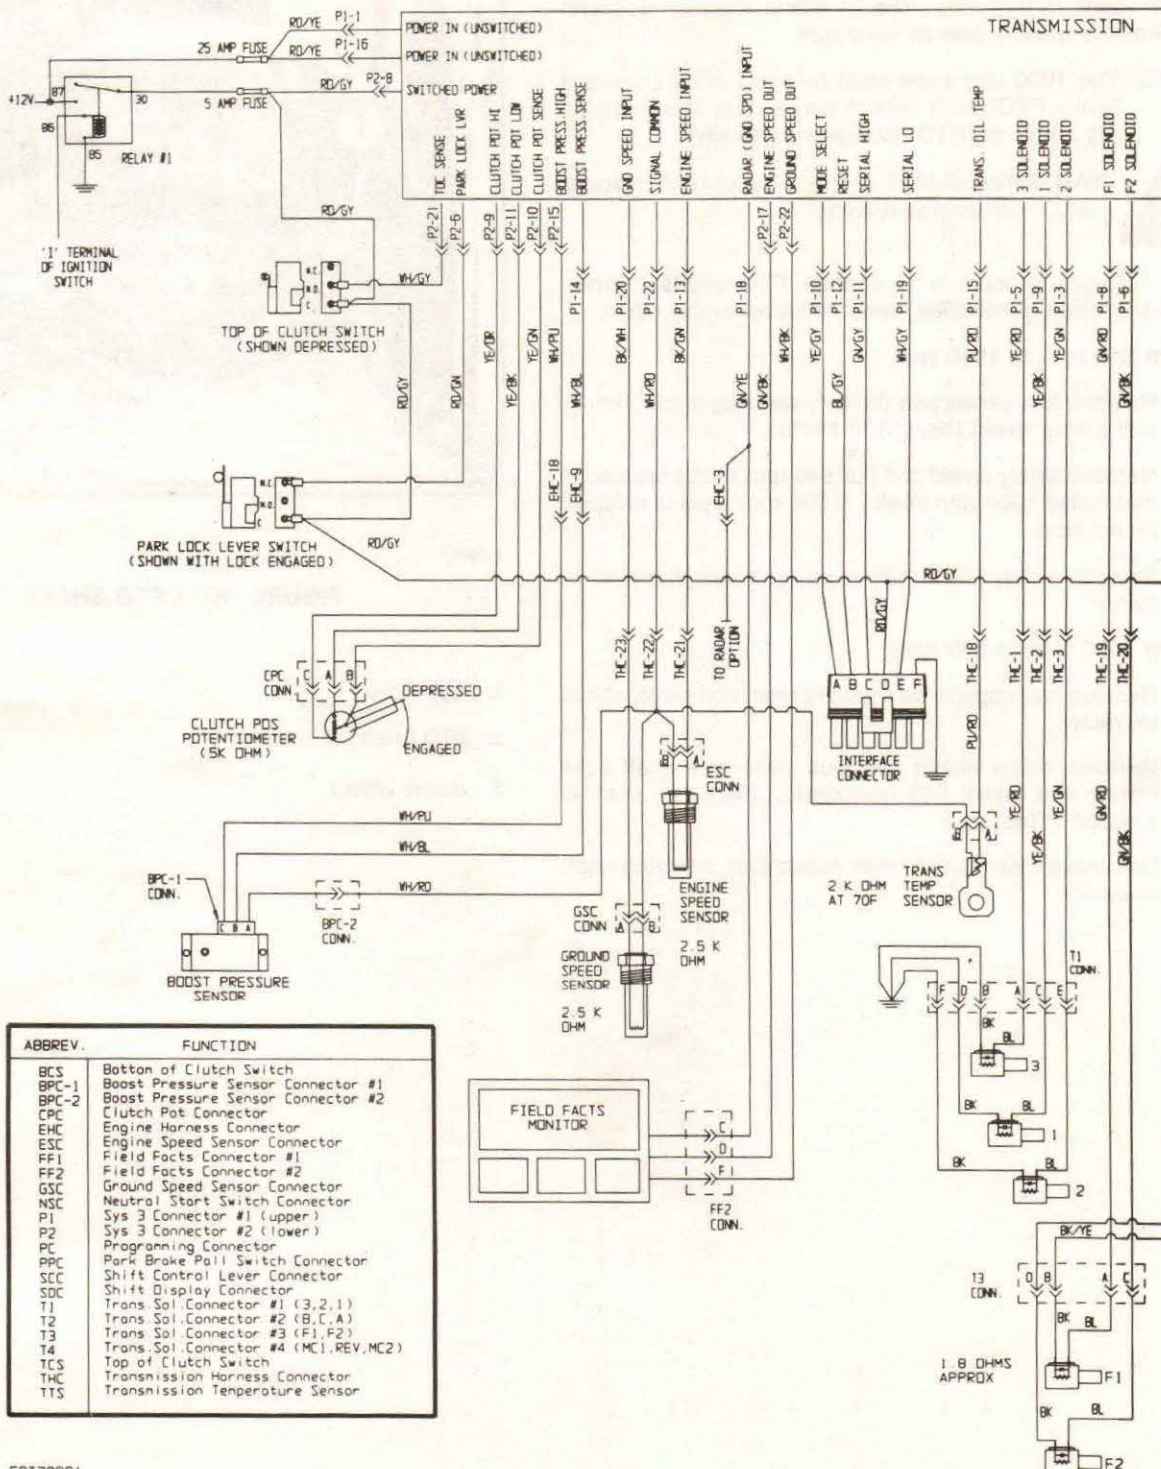 TRANSMISSION
RD/YE P1-1
POWER IN (UNSWITCHED)
25 AMP FUSE
RD/YE P1-16
POWER IN (UNSWITCHED)
RD/GY P2-8
SWITCHED POWER
+12V
87
30
5 AMP FUSE
86
85
RELAY #1
RD/GY
'I' TERMINAL
OF IGNITION
SWITCH
TOC SENSE
PARK LOCK LVR
CLUTCH POT HI
CLUTCH POT LOW
CLUTCH POT SENSE
BOOST PRESS.HIGH
BOOST PRESS.SENSE
GND SPEED INPUT
SIGNAL COMMON
ENGINE SPEED INPUT
RADAR (GND SPD) INPUT
ENGINE SPEED OUT
GROUND SPEED OUT
MODE SELECT
RESET
SERIAL HIGH
SERIAL LO
TRANS. OIL TEMP
3 SOLENOID
1 SOLENOID
2 SOLENOID
F1 SOLENOID
F2 SOLENOID
P2-21
P2-6
P2-9
P2-11
P2-10
P2-15
P1-14
P1-20
P1-22
P1-13
P1-18
P2-17
P2-22
P1-10
P1-12
P1-11
P1-19
P1-15
P1-5
P1-9
P1-3
P1-8
P1-6
N.C.
N.O.
C
WH/GY
TOP OF CLUTCH SWITCH
(SHOWN DEPRESSED)
RD/GY
RD/GN
YE/OR
YE/BK
YE/GN
WH/PU
WH/BL
BK/WH
WH/RD
BK/GN
GN/YE
GN/BK
WH/BK
YE/GY
BL/GY
GN/GY
WH/GY
PU/RD
YE/RD
YE/BK
YE/GN
GN/RD
GN/BK
EHC-18
EHC-9
EHC-3
N.C.
N.O.
C
PARK LOCK LEVER SWITCH
(SHOWN WITH LOCK ENGAGED)
RD/GY
RD/GY
RD/GY
THC-23
THC-22
THC-21
TO RADAR
OPTION
THC-18
THC-1
THC-2
THC-3
THC-19
THC-20
CPC
CONN
C A B
DEPRESSED
ENGAGED
CLUTCH POS
POTENTIOMETER
(5K OHM)
A B C D E F
INTERFACE
CONNECTOR
PU/RD
YE/RD
YE/BK
YE/GN
GN/RD
GN/BK
B A
ESC
CONN
WH/PU
WH/BL
WH/RD
BPC-1
CONN.
BPC-2
CONN.
C B A
BOOST PRESSURE
SENSOR
ENGINE
SPEED
SENSOR
2.5 K
OHM
GSC
CONN
A B
GROUND
SPEED
SENSOR
2.5 K
OHM
B A
2 K OHM
AT 70F
TRANS
TEMP
SENSOR
T1
CONN.
F D B A C E
BK BL
3
BK BL
1
BK BL
2
FIELD FACTS
MONITOR
C
D
F
FF2
CONN.
BK/YE
T3
CONN.
D B A C
BK BL
1.8 OHMS
APPROX
F1
BK BL
F2
ABBREV. FUNCTION
BCS Botton of Clutch Switch
BPC-1 Boost Pressure Sensor Connector #1
BPC-2 Boost Pressure Sensor Connector #2
CPC Clutch Pot Connector
EHC Engine Harness Connector
ESC Engine Speed Sensor Connector
FF1 Field Facts Connector #1
FF2 Field Facts Connector #2
GSC Ground Speed Sensor Connector
NSC Neutral Start Switch Connector
P1 Sys 3 Connector #1 (upper)
P2 Sys 3 Connector #2 (lower)
PC Programming Connector
PPC Park Brake Pall Switch Connector
SCC Shift Control Lever Connector
SDC Shift Display Connector
T1 Trans.Sol.Connector #1 (3,2,1)
T2 Trans.Sol.Connector #2 (B,C,A)
T3 Trans.Sol.Connector #3 (F1,F2)
T4 Trans.Sol.Connector #4 (MC1,REV,MC2)
TCS Top of Clutch Switch
THC Transmission Harness Connector
TTS Transmission Temperature Sensor